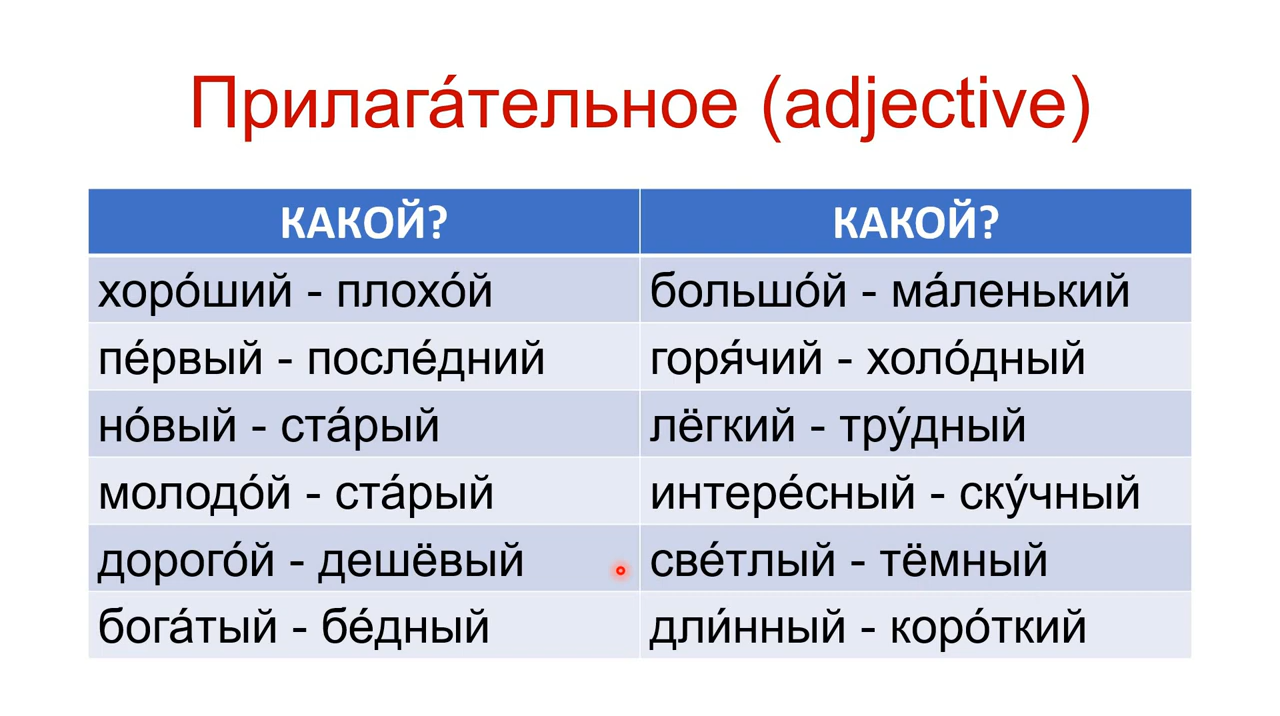 Прилага́тельное (adjective)
КАКОЙ? КАКОЙ?
хоро́ший - плохо́й большо́й - ма́ленький
пе́рвый - после́дний горя́чий - холо́дный
но́вый - ста́рый лёгкий - тру́дный
молодо́й - ста́рый интере́сный - ску́чный
дорого́й - дешёвый све́тлый - тёмный
бога́тый - бе́дный дли́нный - коро́ткий